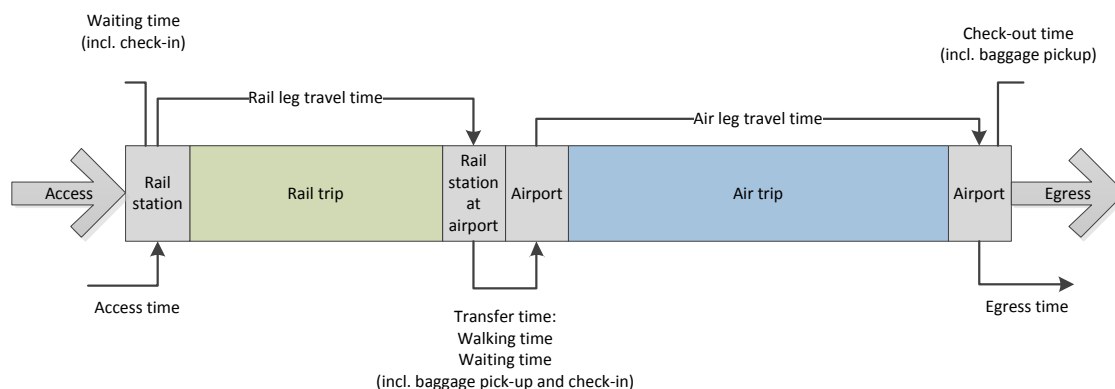 Waiting time
(incl. check-in)
Check-out time
(incl. baggage pickup)
Rail leg travel time
Air leg travel time
Access
Rail
station
Rail trip
Rail
station
at
airport
Airport
Air trip
Airport
Egress
Access time
Egress time
Transfer time:
Walking time
Waiting time
(incl. baggage pick-up and check-in)